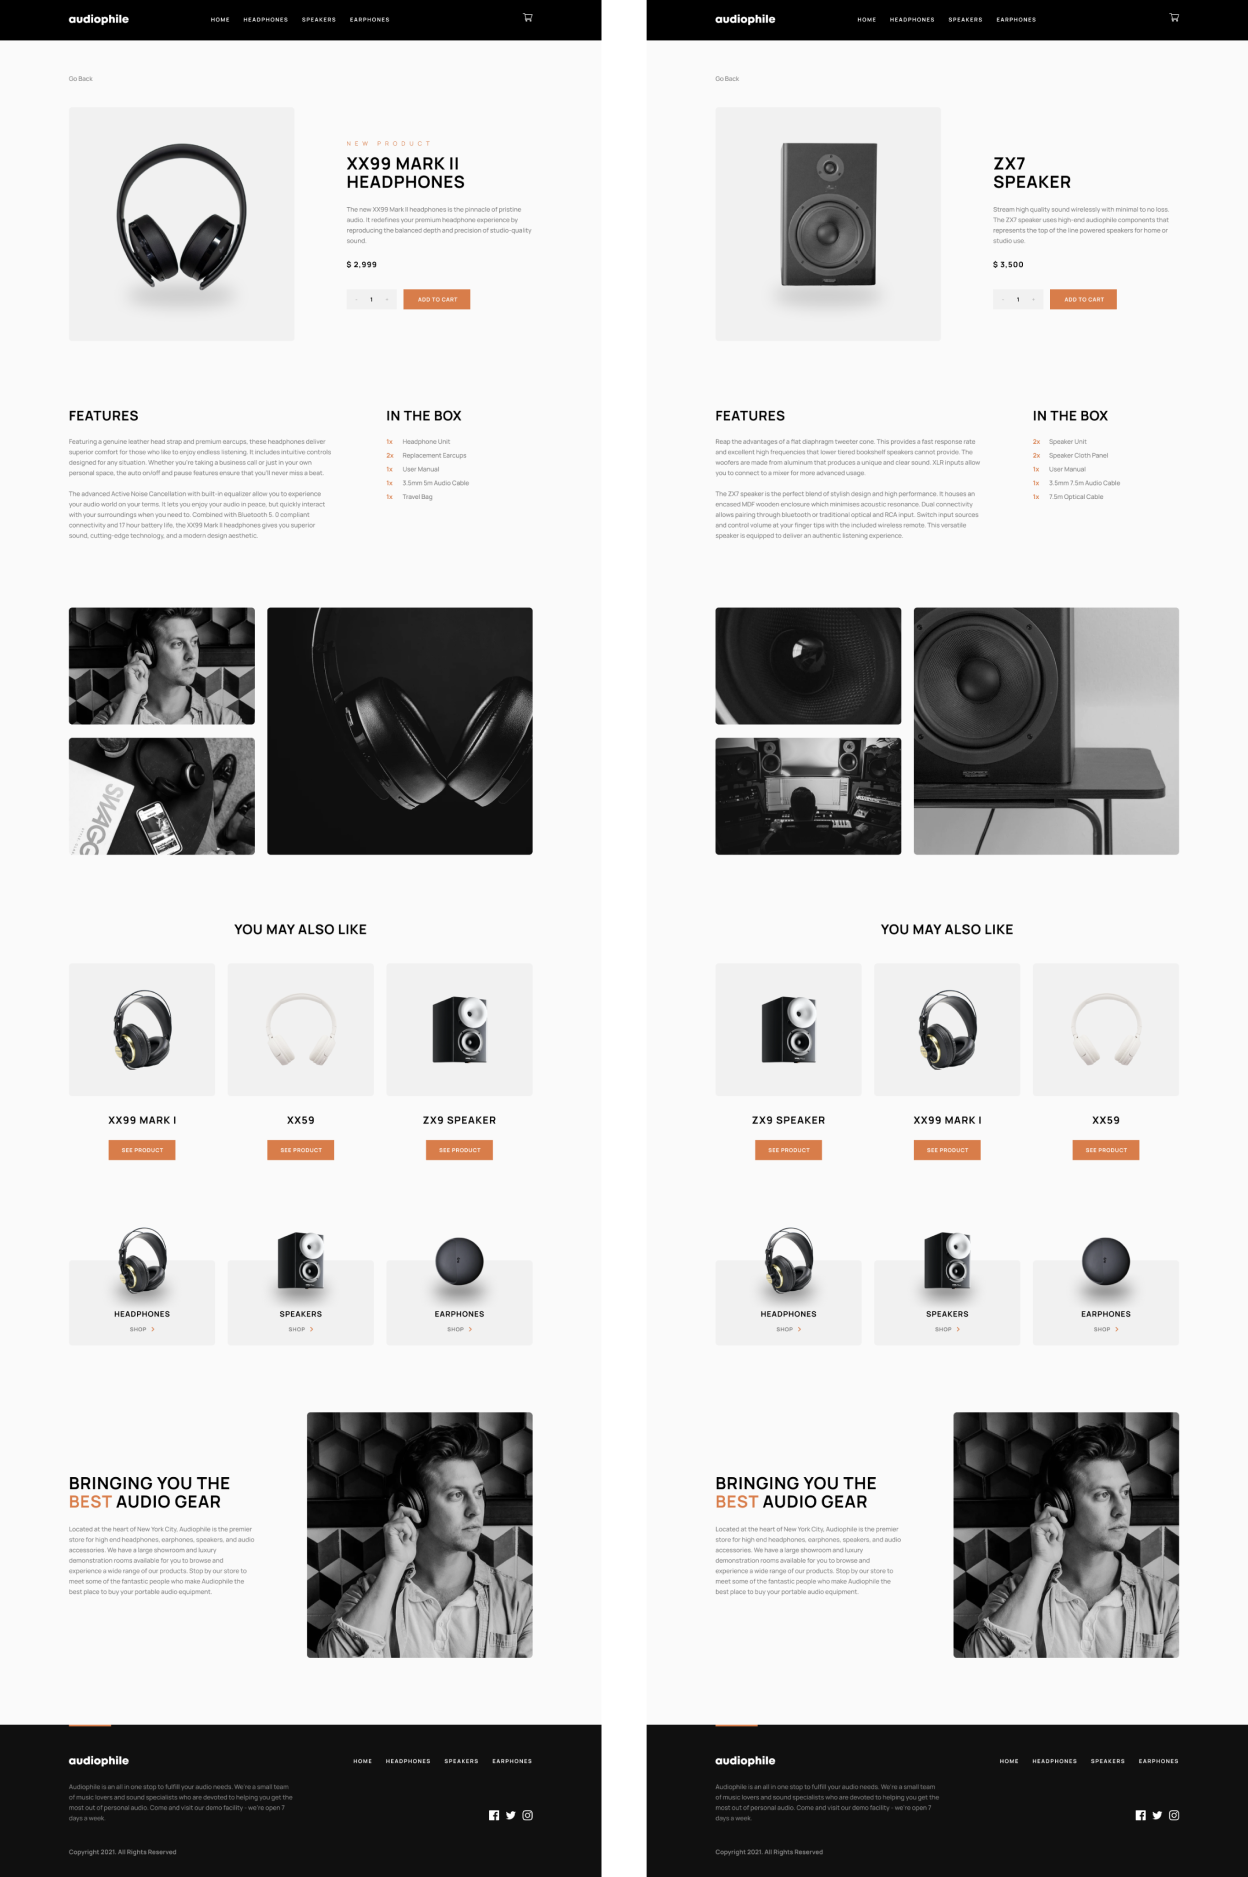 audiophile
HOME HEADPHONES SPEAKERS EARPHONES
Go Back
NEW PRODUCT
XX99 MARK II
HEADPHONES
The new XX99 Mark II headphones is the pinnacle of pristine
audio. It redefines your premium headphone experience by
reproducing the balanced depth and precision of studio-quality
sound.
$ 2,999
- 1 +
ADD TO CART
FEATURES
Featuring a genuine leather head strap and premium earcups, these headphones deliver
superior comfort for those who like to enjoy endless listening. It includes intuitive controls
designed for any situation. Whether you're taking a business call or just in your own
personal space, the auto on/off and pause features ensure that you'll never miss a beat.
The advanced Active Noise Cancellation with built-in equalizer allow you to experience
your audio world on your terms. It lets you enjoy your audio in peace, but quickly interact
with your surroundings when you need to. Combined with Bluetooth 5. 0 compliant
connectivity and 17 hour battery life, the XX99 Mark II headphones gives you superior
sound, cutting-edge technology, and a modern design aesthetic.
IN THE BOX
1x Headphone Unit
2x Replacement Earcups
1x User Manual
1x 3.5mm 5m Audio Cable
1x Travel Bag
SWAGG
YOU MAY ALSO LIKE
XX99 MARK I
SEE PRODUCT
XX59
SEE PRODUCT
ZX9 SPEAKER
SEE PRODUCT
HEADPHONES
SHOP
SPEAKERS
SHOP
EARPHONES
SHOP
BRINGING YOU THE
BEST AUDIO GEAR
Located at the heart of New York City, Audiophile is the premier
store for high end headphones, earphones, speakers, and audio
accessories. We have a large showroom and luxury
demonstration rooms available for you to browse and
experience a wide range of our products. Stop by our store to
meet some of the fantastic people who make Audiophile the
best place to buy your portable audio equipment.
audiophile
HOME HEADPHONES SPEAKERS EARPHONES
Audiophile is an all in one stop to fulfill your audio needs. We're a small team
of music lovers and sound specialists who are devoted to helping you get the
most out of personal audio. Come and visit our demo facility - we're open 7
days a week.
Copyright 2021. All Rights Reserved
audiophile
HOME HEADPHONES SPEAKERS EARPHONES
Go Back
ZX7
SPEAKER
Stream high quality sound wirelessly with minimal to no loss.
The ZX7 speaker uses high-end audiophile components that
represents the top of the line powered speakers for home or
studio use.
$ 3,500
- 1 +
ADD TO CART
FEATURES
Reap the advantages of a flat diaphragm tweeter cone. This provides a fast response rate
and excellent high frequencies that lower tiered bookshelf speakers cannot provide. The
woofers are made from aluminum that produces a unique and clear sound. XLR inputs allow
you to connect to a mixer for more advanced usage.
The ZX7 speaker is the perfect blend of stylish design and high performance. It houses an
encased MDF wooden enclosure which minimises acoustic resonance. Dual connectivity
allows pairing through bluetooth or traditional optical and RCA input. Switch input sources
and control volume at your finger tips with the included wireless remote. This versatile
speaker is equipped to deliver an authentic listening experience.
IN THE BOX
2x Speaker Unit
2x Speaker Cloth Panel
1x User Manual
1x 3.5mm 7.5m Audio Cable
1x 7.5m Optical Cable
YOU MAY ALSO LIKE
ZX9 SPEAKER
SEE PRODUCT
XX99 MARK I
SEE PRODUCT
XX59
SEE PRODUCT
HEADPHONES
SHOP
SPEAKERS
SHOP
EARPHONES
SHOP
BRINGING YOU THE
BEST AUDIO GEAR
Located at the heart of New York City, Audiophile is the premier
store for high end headphones, earphones, speakers, and audio
accessories. We have a large showroom and luxury
demonstration rooms available for you to browse and
experience a wide range of our products. Stop by our store to
meet some of the fantastic people who make Audiophile the
best place to buy your portable audio equipment.
audiophile
HOME HEADPHONES SPEAKERS EARPHONES
Audiophile is an all in one stop to fulfill your audio needs. We're a small team
of music lovers and sound specialists who are devoted to helping you get the
most out of personal audio. Come and visit our demo facility - we're open 7
days a week.
Copyright 2021. All Rights Reserved